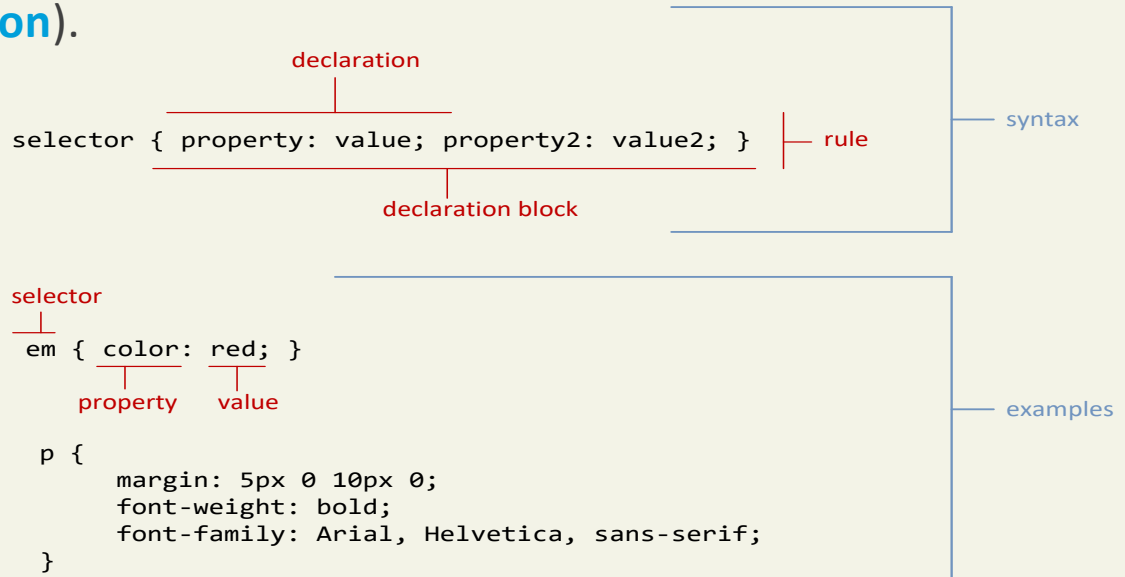 on).
declaration
selector { property: value; property2: value2; }
rule
syntax
declaration block
selector
em { color: red; }
property value
examples
p {
margin: 5px 0 10px 0;
font-weight: bold;
font-family: Arial, Helvetica, sans-serif;
}